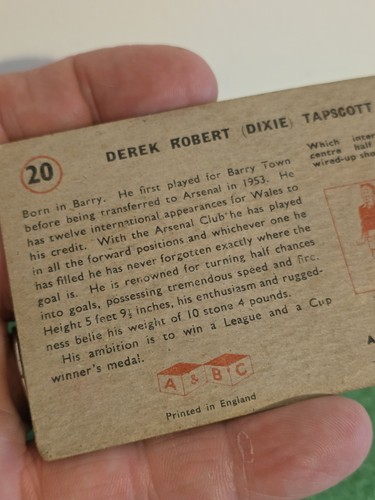 20
DEREK ROBERT (DIXIE) TAPSCOTT
Born in Barry. He first played for Barry Town
before being transferred to Arsenal in 1953. He
has twelve international appearances for Wales to
his credit. With the Arsenal Club he has played
in all the forward positions and whichever one he
has filled he has never forgotten exactly where the
goal is. He is renowned for turning half chances
into goals, possessing tremendous speed and fire.
Height 5 feet 9½ inches, his enthusiasm and rugged-
ness belie his weight of 10 stone 4 pounds.
His ambition is to win a League and a Cup
winner's medal.
A & B C
Printed in England
Which
centre half
wired-up
A